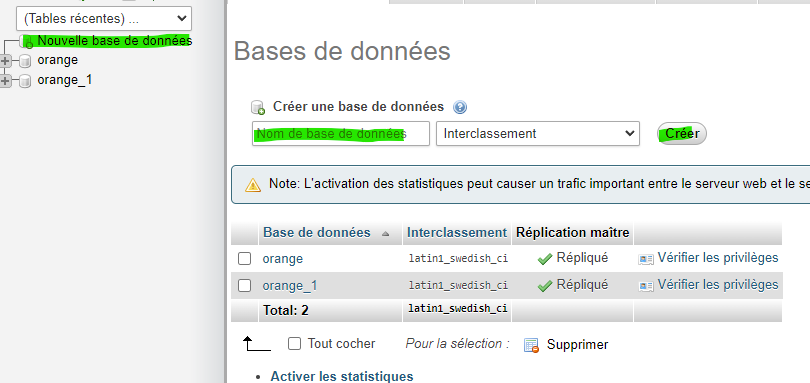 (Tables récentes) ...
Nouvelle base de données
orange
orange_1
Bases de données
Créer une base de données
Nom de base de données
Interclassement
Créer
Note: L'activation des statistiques peut causer un trafic important entre le serveur web et le se
Base de données Interclassement Réplication maître
orange latin1_swedish_ci Répliqué Vérifier les privilèges
orange_1 latin1_swedish_ci Répliqué Vérifier les privilèges
Total: 2 latin1_swedish_ci
Tout cocher Pour la sélection : Supprimer
Activer les statistiques